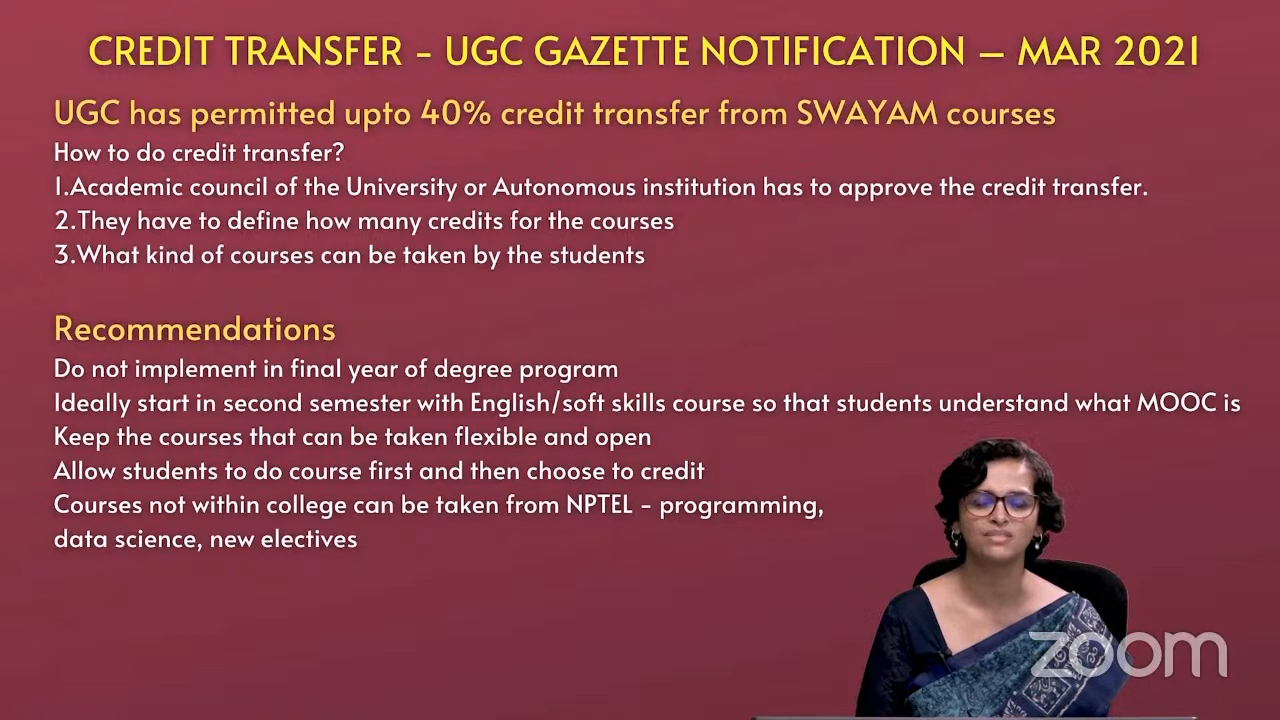 CREDIT TRANSFER - UGC GAZETTE NOTIFICATION – MAR 2021
UGC has permitted upto 40% credit transfer from SWAYAM courses
How to do credit transfer?
1.Academic council of the University or Autonomous institution has to approve the credit transfer.
2.They have to define how many credits for the courses
3.What kind of courses can be taken by the students
Recommendations
Do not implement in final year of degree program
Ideally start in second semester with English/soft skills course so that students understand what MOOC is
Keep the courses that can be taken flexible and open
Allow students to do course first and then choose to credit
Courses not within college can be taken from NPTEL - programming,
data science, new electives
zoom